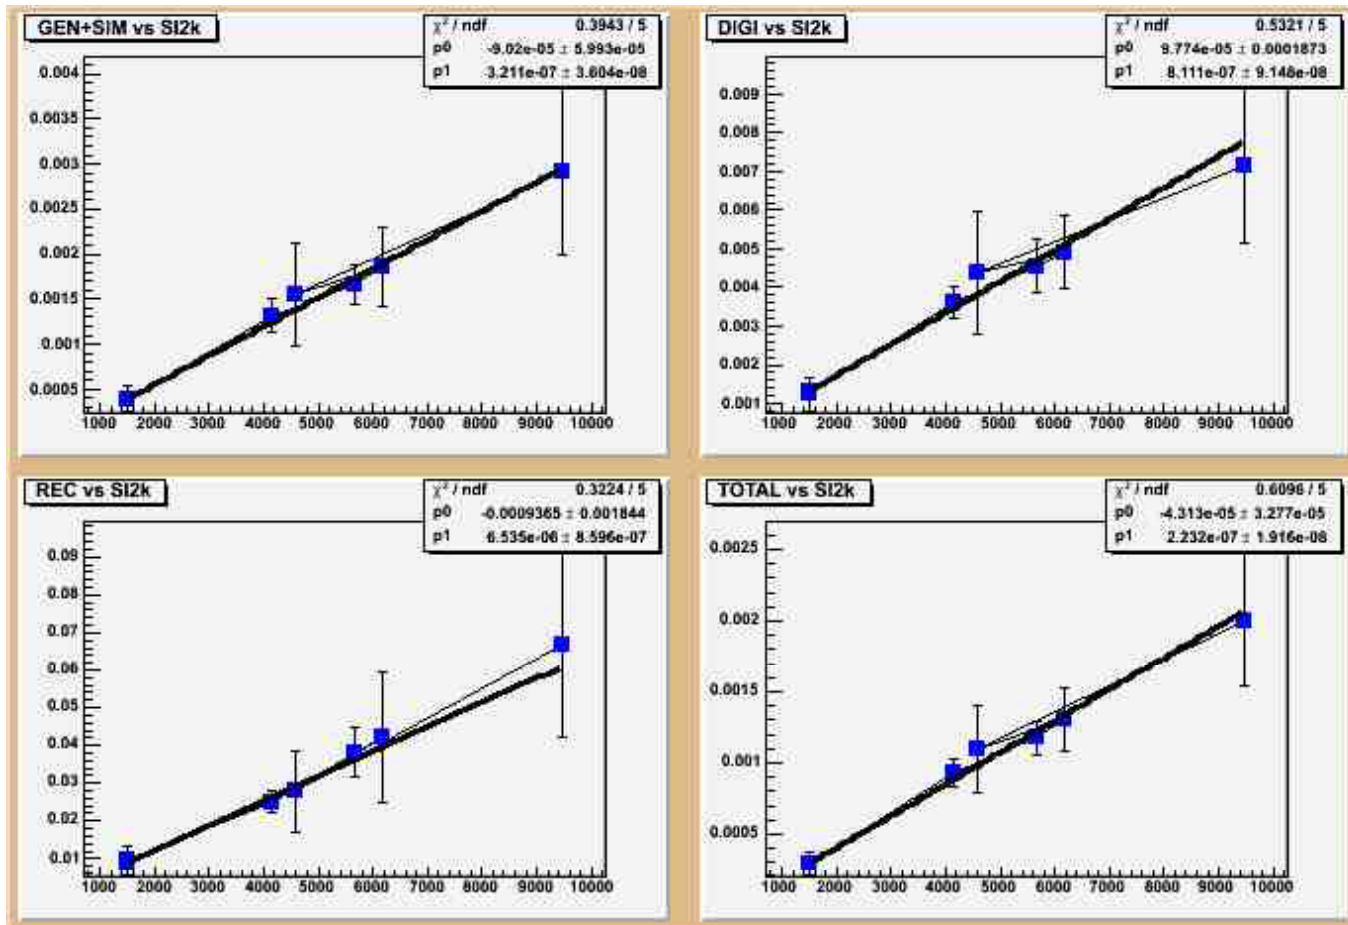 GEN+SIM vs SI2k
χ² / ndf 0.3943 / 5
p0 -9.02e-05 ± 5.993e-05
p1 3.211e-07 ± 3.604e-08
0.004
0.0035
0.003
0.0025
0.002
0.0015
0.001
0.0005
1000 2000 3000 4000 5000 6000 7000 8000 9000 10000
DIGI vs SI2k
χ² / ndf 0.5321 / 5
p0 9.774e-05 ± 0.0001873
p1 8.111e-07 ± 9.148e-08
0.009
0.008
0.007
0.006
0.005
0.004
0.003
0.002
0.001
1000 2000 3000 4000 5000 6000 7000 8000 9000 10000
REC vs SI2k
χ² / ndf 0.3224 / 5
p0 -0.0009365 ± 0.001844
p1 6.535e-06 ± 8.596e-07
0.09
0.08
0.07
0.06
0.05
0.04
0.03
0.02
0.01
1000 2000 3000 4000 5000 6000 7000 8000 9000 10000
TOTAL vs SI2k
χ² / ndf 0.6096 / 5
p0 -4.313e-05 ± 3.277e-05
p1 2.232e-07 ± 1.916e-08
0.0025
0.002
0.0015
0.001
0.0005
1000 2000 3000 4000 5000 6000 7000 8000 9000 10000